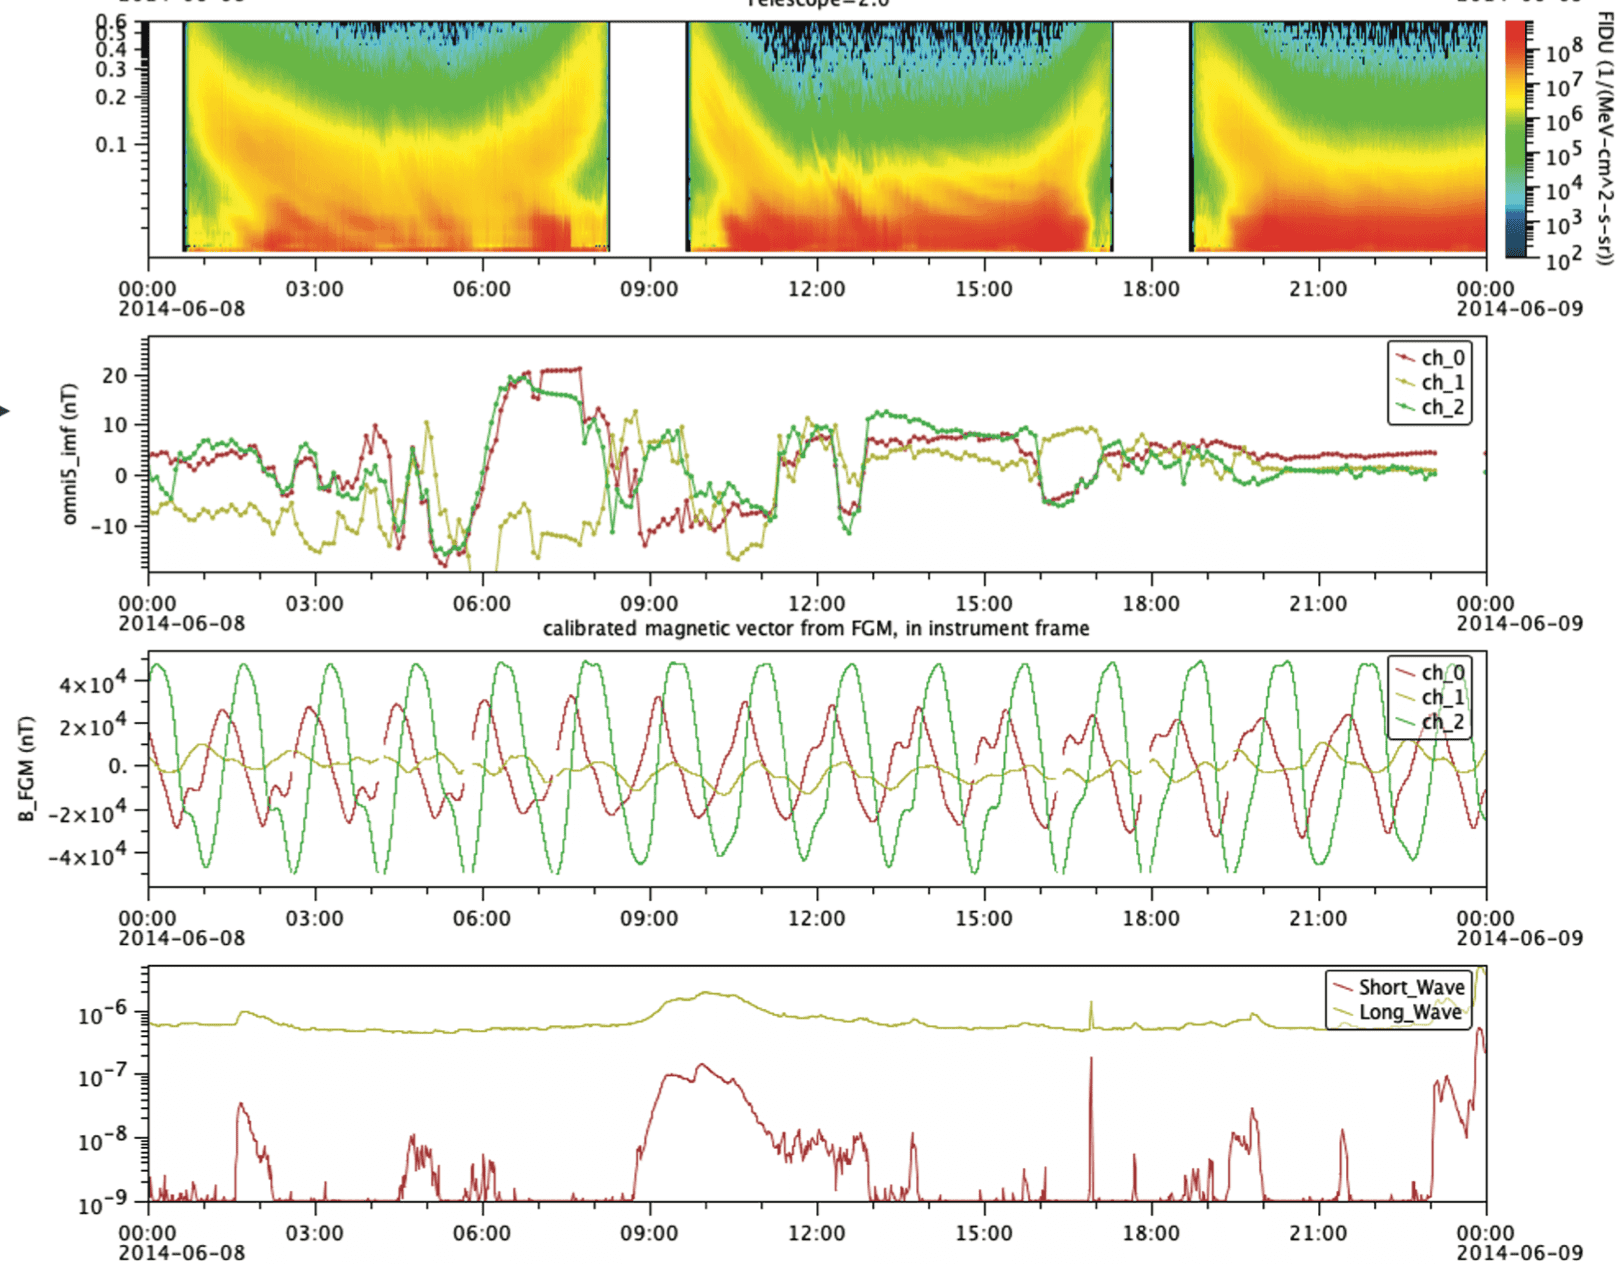 Telescope=2.0
0.6
0.5
0.4
0.3
0.2
0.1
10^8
10^7
10^6
10^5
10^4
10^3
10^2
FIDU (1/(MeV-cm^2-s-sr))
00:00 03:00 06:00 09:00 12:00 15:00 18:00 21:00 00:00
2014-06-08 2014-06-09
omni5_imf (nT)
20
10
0
-10
ch_0
ch_1
ch_2
00:00 03:00 06:00 09:00 12:00 15:00 18:00 21:00 00:00
2014-06-08 2014-06-09
calibrated magnetic vector from FGM, in instrument frame
B_FGM (nT)
4×10^4
2×10^4
0.
-2×10^4
-4×10^4
ch_0
ch_1
ch_2
00:00 03:00 06:00 09:00 12:00 15:00 18:00 21:00 00:00
2014-06-08 2014-06-09
10^-6
10^-7
10^-8
10^-9
Short_Wave
Long_Wave
00:00 03:00 06:00 09:00 12:00 15:00 18:00 21:00 00:00
2014-06-08 2014-06-09